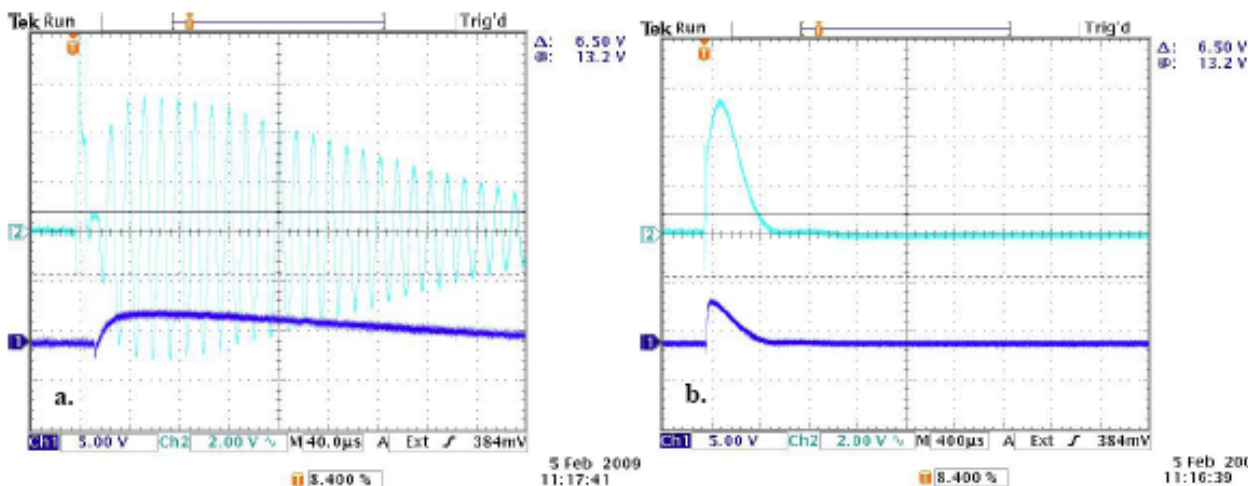 Tek Run Trig'd
Δ: 6.50 V
@: 13.2 V
2
1
a.
Ch1 5.00 V Ch2 2.00 V ∿ M 40.0µs A Ext ƒ 384mV
T 8.400 %
5 Feb 2009
11:17:41
Tek Run Trig'd
Δ: 6.50 V
@: 13.2 V
2
1
b.
Ch1 5.00 V Ch2 2.00 V ∿ M 400µs A Ext ƒ 384mV
T 8.400 %
5 Feb 200
11:16:39